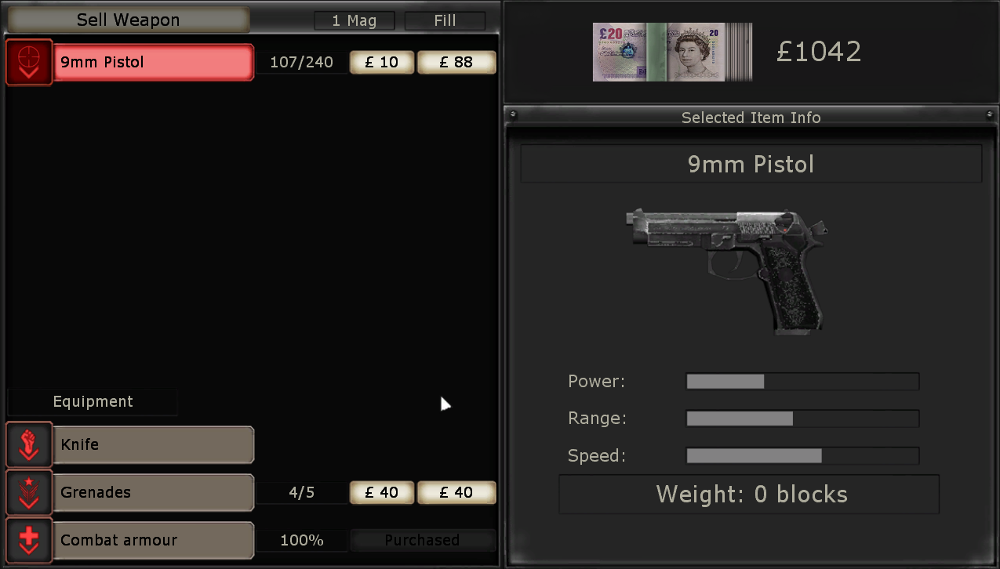 Sell Weapon 1 Mag Fill
9mm Pistol 107/240 £ 10 £ 88
Equipment
Knife
Grenades 4/5 £ 40 £ 40
Combat armour 100% Purchased
£20 20
£1042
Selected Item Info
9mm Pistol
Power:
Range:
Speed:
Weight: 0 blocks